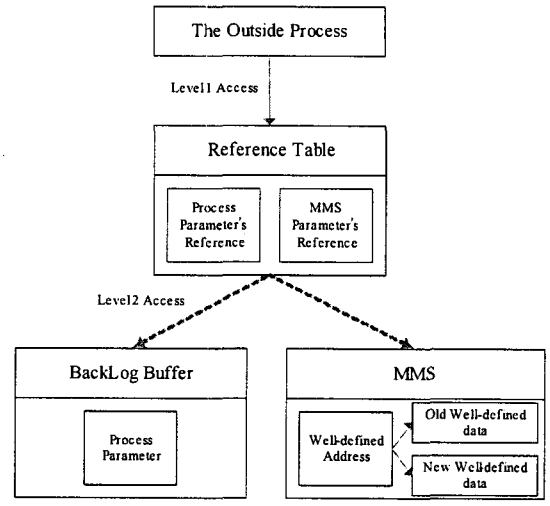 The Outside Process
Level1 Access
Reference Table
Process
Parameter's
Reference
MMS
Parameter's
Reference
Level2 Access
BackLog Buffer
Process
Parameter
MMS
Well-defined
Address
Old Well-defined
data
New Well-defined
data